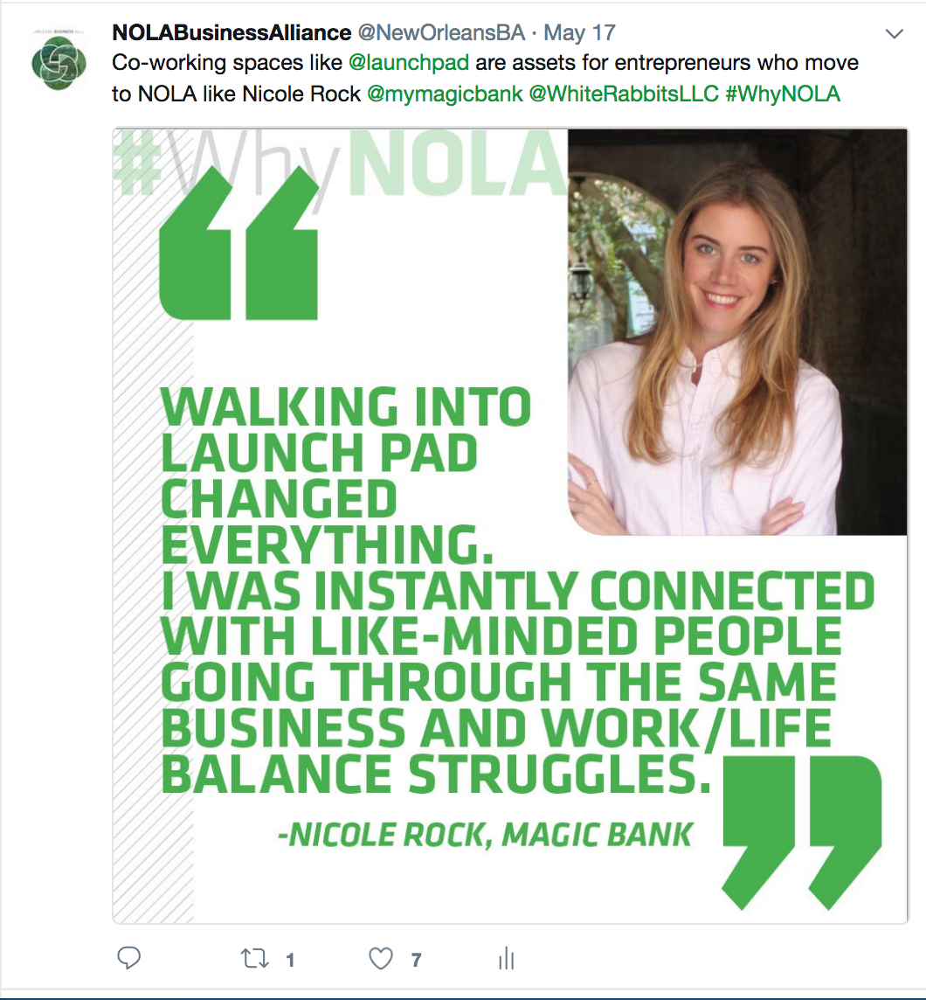 NOLABusinessAlliance @NewOrleansBA · May 17
Co-working spaces like @launchpad are assets for entrepreneurs who move
to NOLA like Nicole Rock @mymagicbank @WhiteRabbitsLLC #WhyNOLA
#WhyNOLA
WALKING INTO
LAUNCH PAD
CHANGED
EVERYTHING.
I WAS INSTANTLY CONNECTED
WITH LIKE-MINDED PEOPLE
GOING THROUGH THE SAME
BUSINESS AND WORK/LIFE
BALANCE STRUGGLES.
-NICOLE ROCK, MAGIC BANK
1 7